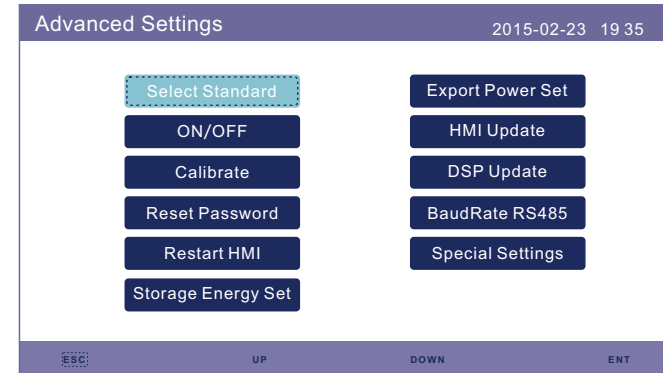 Advanced Settings
2015-02-23 19 35
Select Standard
ON/OFF
Calibrate
Reset Password
Restart HMI
Storage Energy Set
Export Power Set
HMI Update
DSP Update
BaudRate RS485
Special Settings
ESC UP DOWN ENT